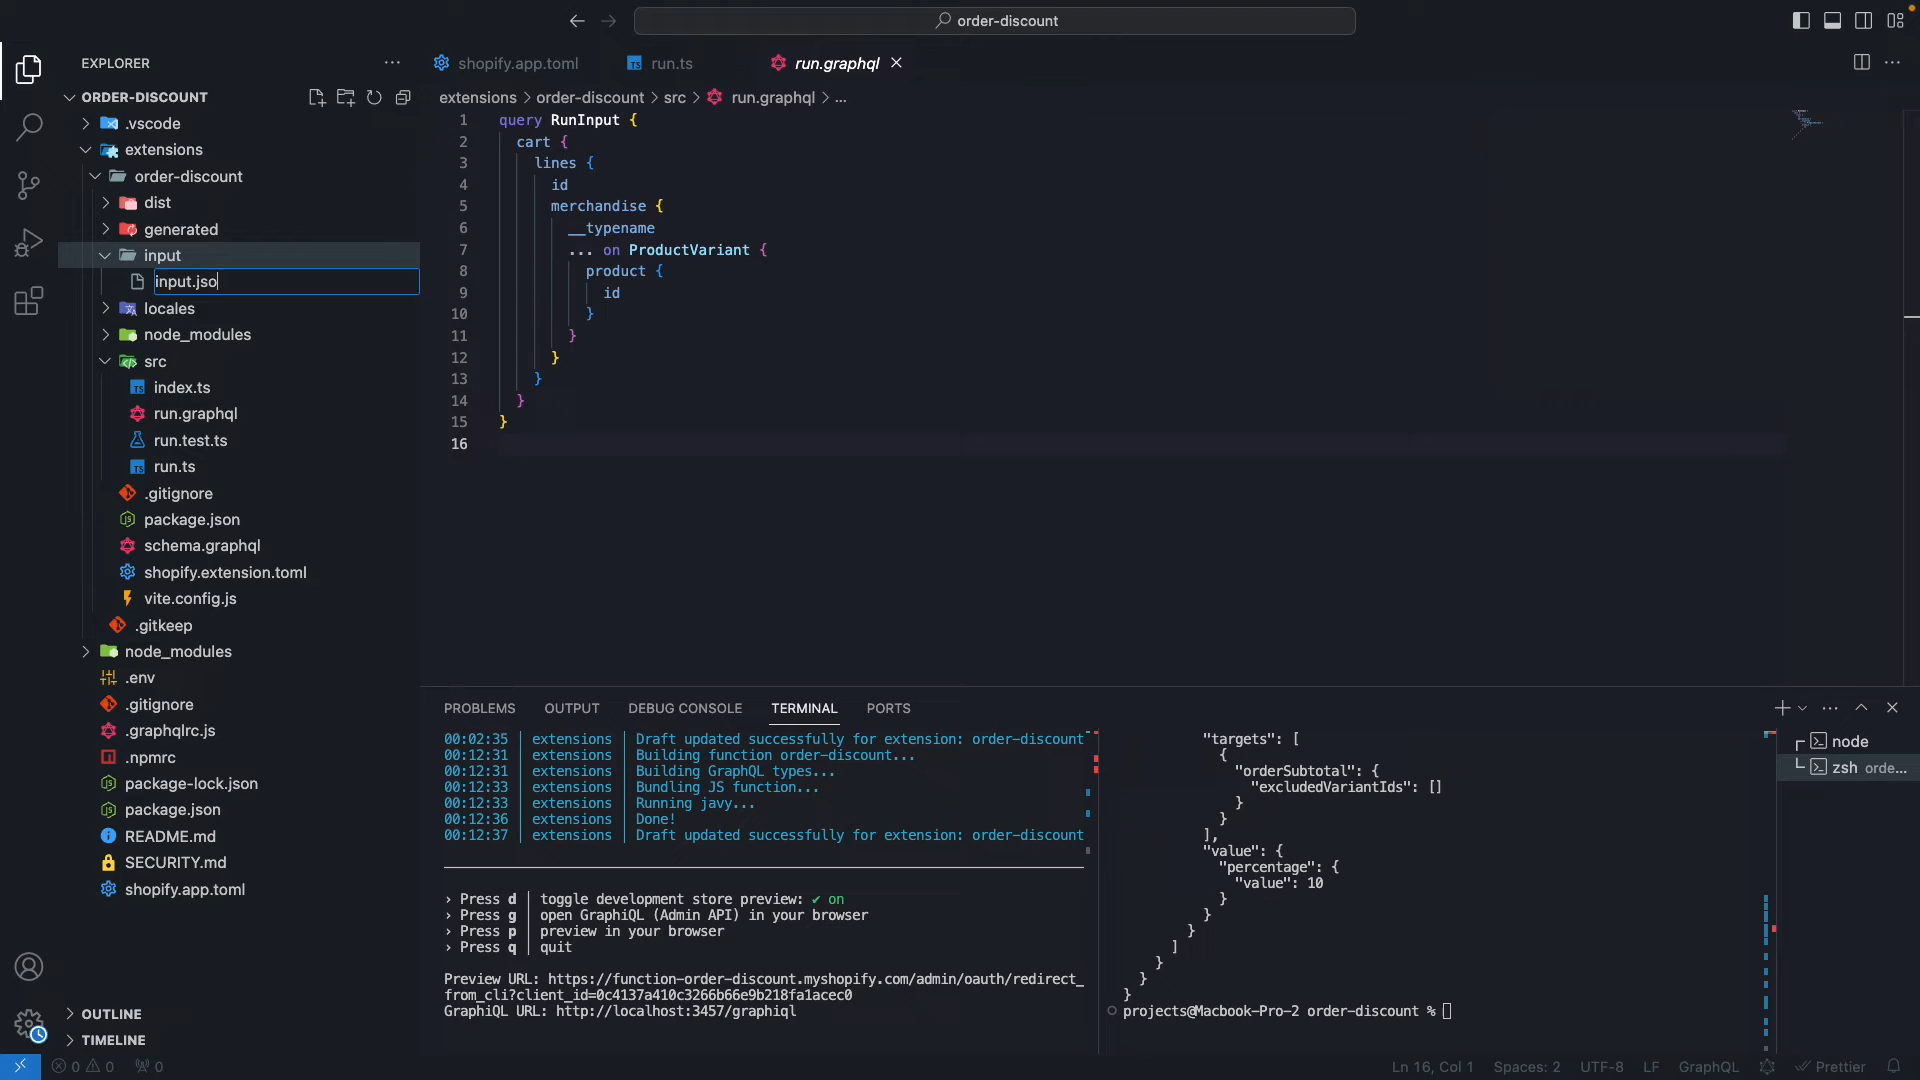 order-discount
EXPLORER
ORDER-DISCOUNT
.vscode
extensions
order-discount
dist
generated
input
input.jso
locales
node_modules
src
index.ts
run.graphql
run.test.ts
run.ts
.gitignore
package.json
schema.graphql
shopify.extension.toml
vite.config.js
.gitkeep
node_modules
.env
.gitignore
.graphqlrc.js
.npmrc
package-lock.json
package.json
README.md
SECURITY.md
shopify.app.toml
OUTLINE
TIMELINE
shopify.app.toml
run.ts
run.graphql
extensions > order-discount > src > run.graphql > ...
1 query RunInput {
2 cart {
3 lines {
4 id
5 merchandise {
6 __typename
7 ... on ProductVariant {
8 product {
9 id
10 }
11 }
12 }
13 }
14 }
15 }
16
PROBLEMS OUTPUT DEBUG CONSOLE TERMINAL PORTS
00:02:35 | extensions | Draft updated successfully for extension: order-discount
00:12:31 | extensions | Building function order-discount...
00:12:31 | extensions | Building GraphQL types...
00:12:33 | extensions | Bundling JS function...
00:12:33 | extensions | Running javy...
00:12:36 | extensions | Done!
00:12:37 | extensions | Draft updated successfully for extension: order-discount
› Press d | toggle development store preview: ✔ on
› Press g | open GraphiQL (Admin API) in your browser
› Press p | preview in your browser
› Press q | quit
Preview URL: https://function-order-discount.myshopify.com/admin/oauth/redirect_
from_cli?client_id=0c4137a410c3266b66e9b218fa1acec0
GraphiQL URL: http://localhost:3457/graphiql
"targets": [
{
"orderSubtotal": {
"excludedVariantIds": []
}
}
],
"value": {
"percentage": {
"value": 10
}
}
}
]
}
}
}
projects@Macbook-Pro-2 order-discount %
node
zsh orde...
0 0 0
Ln 16, Col 1 Spaces: 2 UTF-8 LF GraphQL Prettier